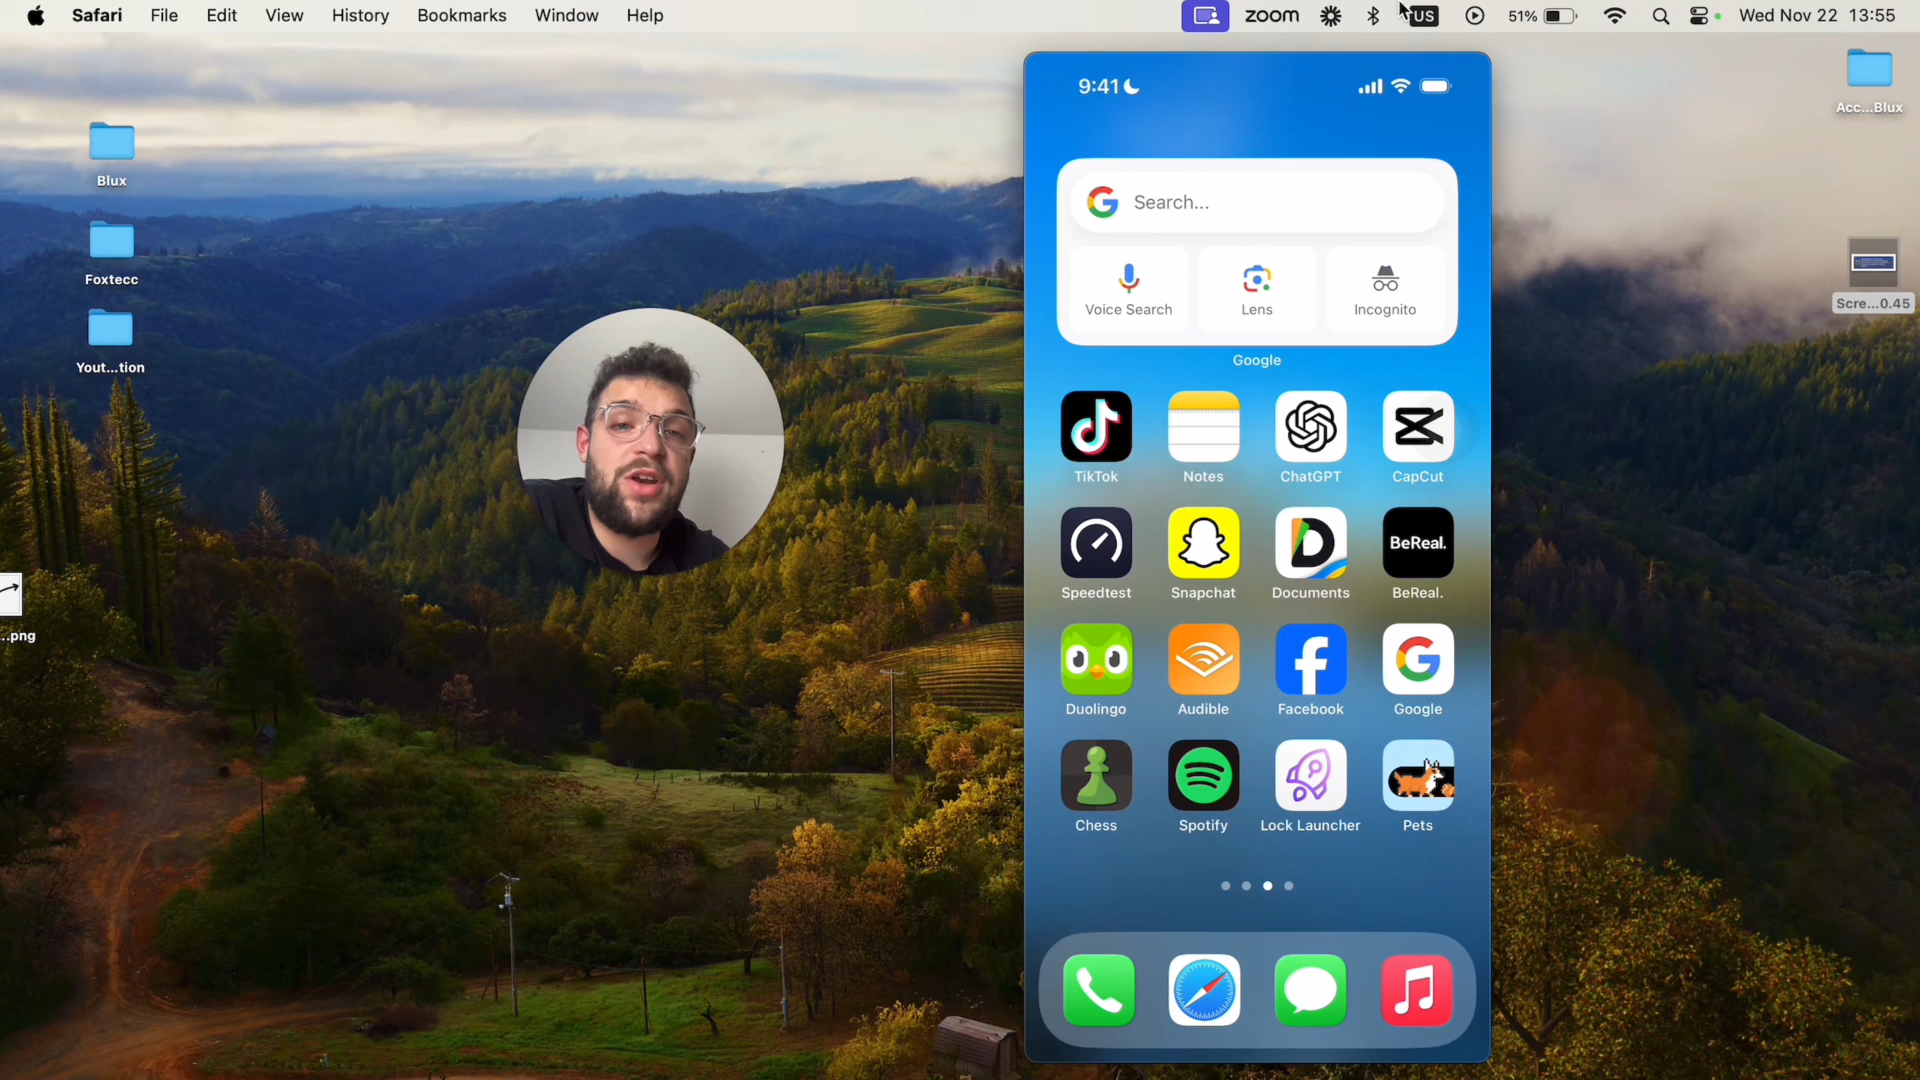 Safari File Edit View History Bookmarks Window Help
zoom US 51% Wed Nov 22 13:55
Blux
Foxtecc
Yout...tion
...png
Acc...Blux
Scre...0.45
9:41
Search...
Voice Search Lens Incognito
Google
TikTok Notes ChatGPT CapCut
BeReal.
Speedtest Snapchat Documents BeReal.
Duolingo Audible Facebook Google
Chess Spotify Lock Launcher Pets